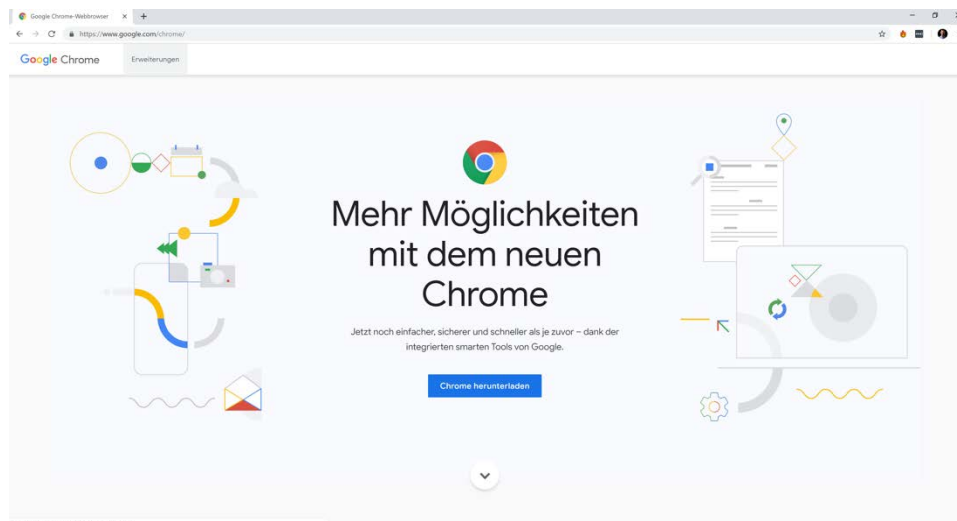 Google Chrome-Webbrowser
https://www.google.com/chrome/
Google Chrome
Erweiterungen
Mehr Möglichkeiten
mit dem neuen
Chrome
Jetzt noch einfacher, sicherer und schneller als je zuvor – dank der
integrierten smarten Tools von Google.
Chrome herunterladen